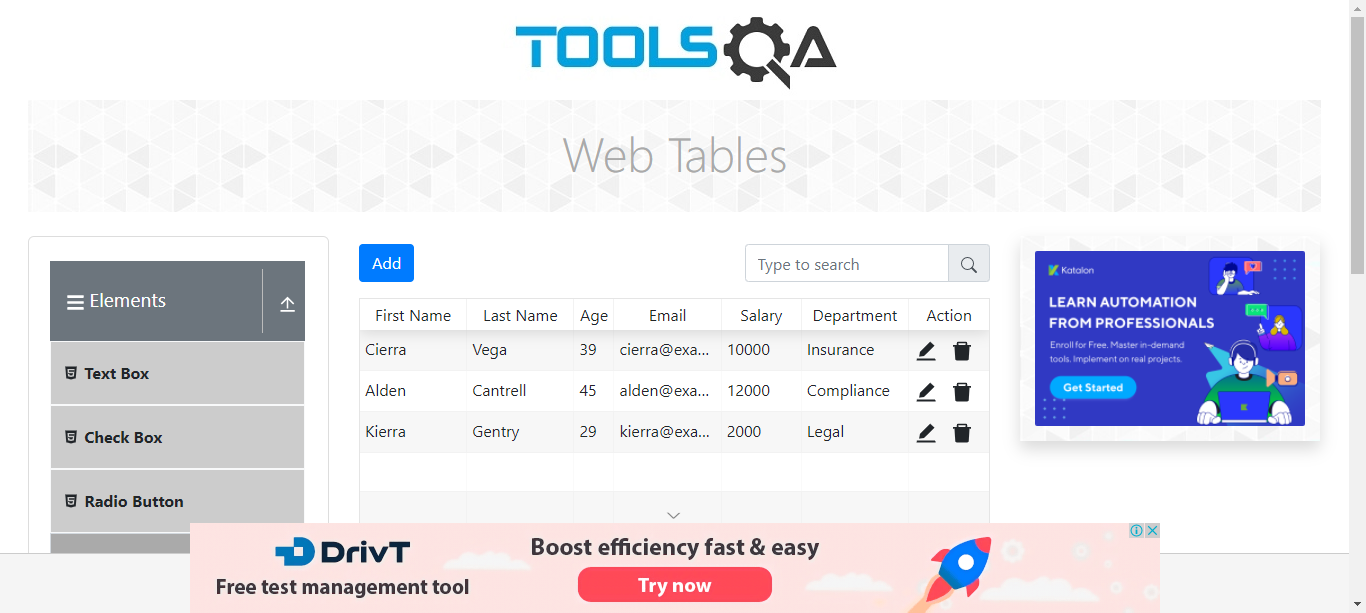 TOOLSQA
Web Tables
Elements
Text Box
Check Box
Radio Button
Add
Type to search
First Name Last Name Age Email Salary Department Action
Cierra Vega 39 cierra@exa... 10000 Insurance
Alden Cantrell 45 alden@exa... 12000 Compliance
Kierra Gentry 29 kierra@exa... 2000 Legal
Katalon
LEARN AUTOMATION
FROM PROFESSIONALS
Enroll for Free. Master in-demand
tools. Implement on real projects.
Get Started
DrivT
Free test management tool
Boost efficiency fast & easy
Try now